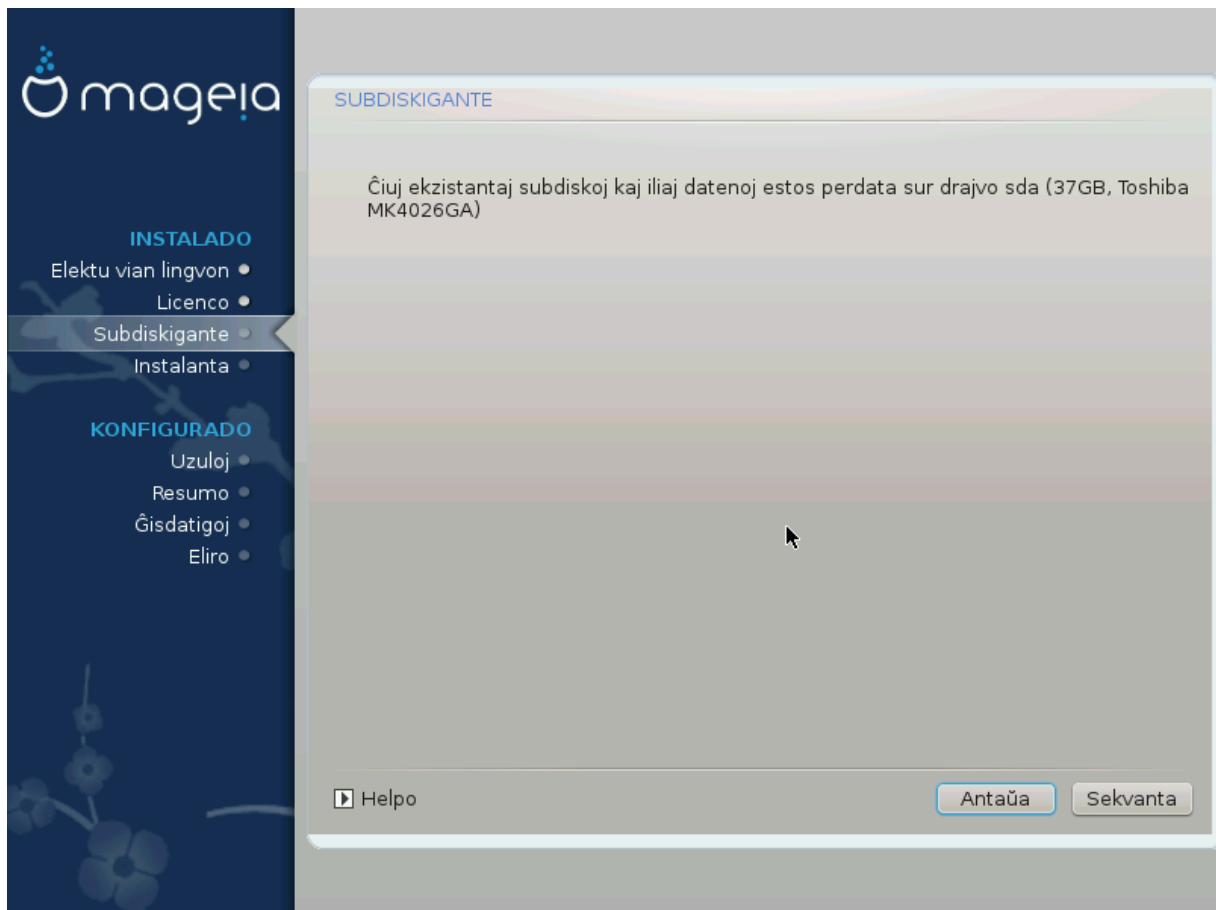 mageia
INSTALADO
Elektu vian lingvon
Licenco
Subdiskigante
Instalanta
KONFIGURADO
Uzuloj
Resumo
Ĝisdatigoj
Eliro
SUBDISKIGANTE
Ĉiuj ekzistantaj subdiskoj kaj iliaj datenoj estos perdata sur drajvo sda (37GB, Toshiba
MK4026GA)
Helpo
Antaŭa
Sekvanta